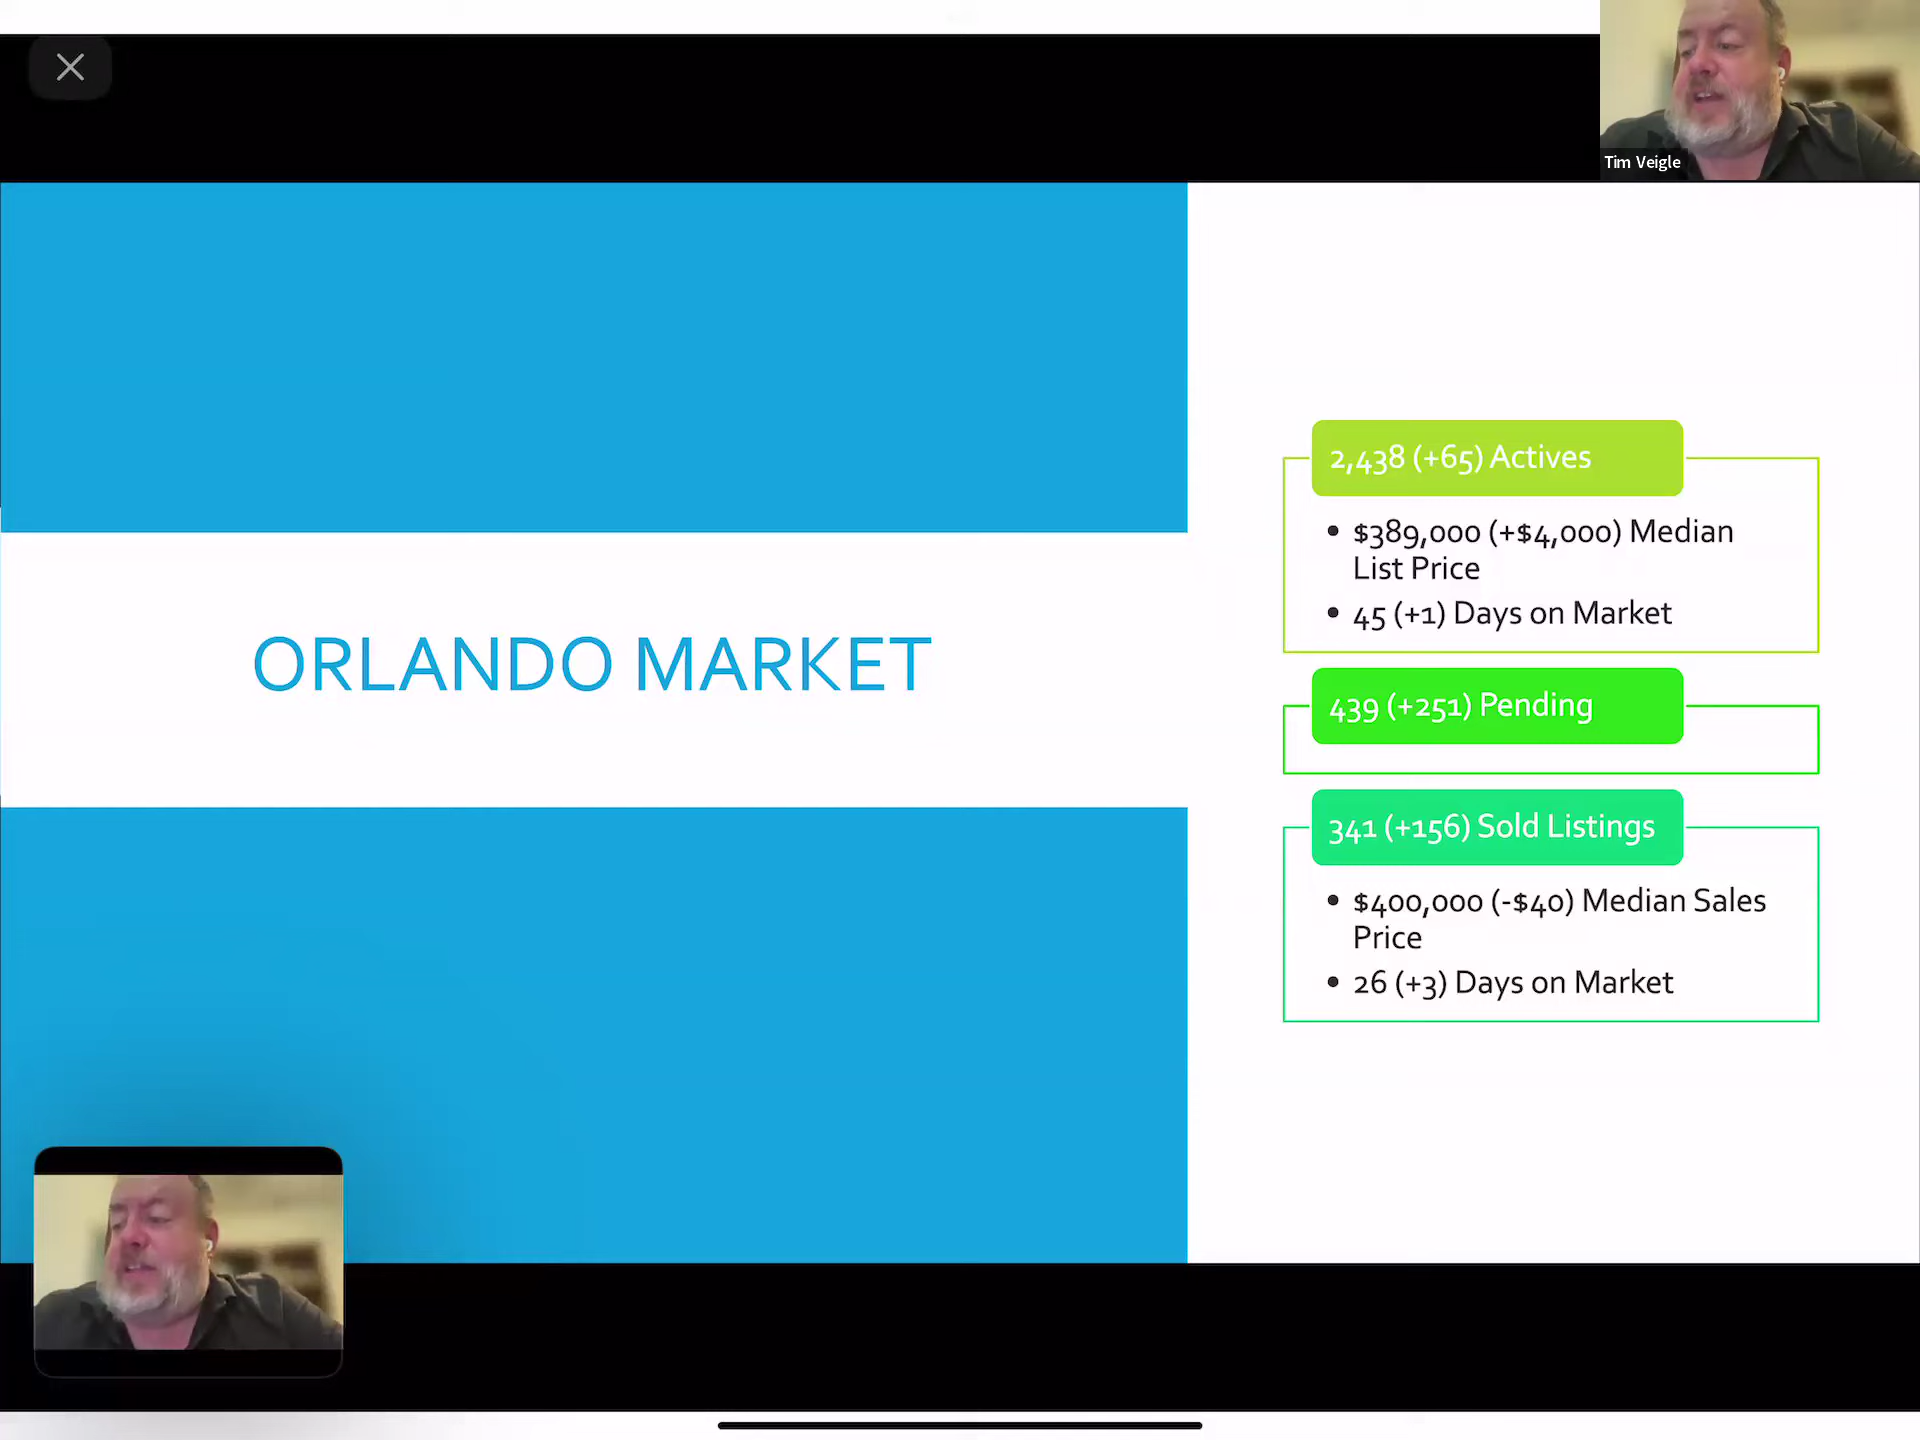 Tim Veigle
ORLANDO MARKET
2,438 (+65) Actives
• $389,000 (+$4,000) Median
List Price
• 45 (+1) Days on Market
439 (+251) Pending
341 (+156) Sold Listings
• $400,000 (-$40) Median Sales
Price
• 26 (+3) Days on Market